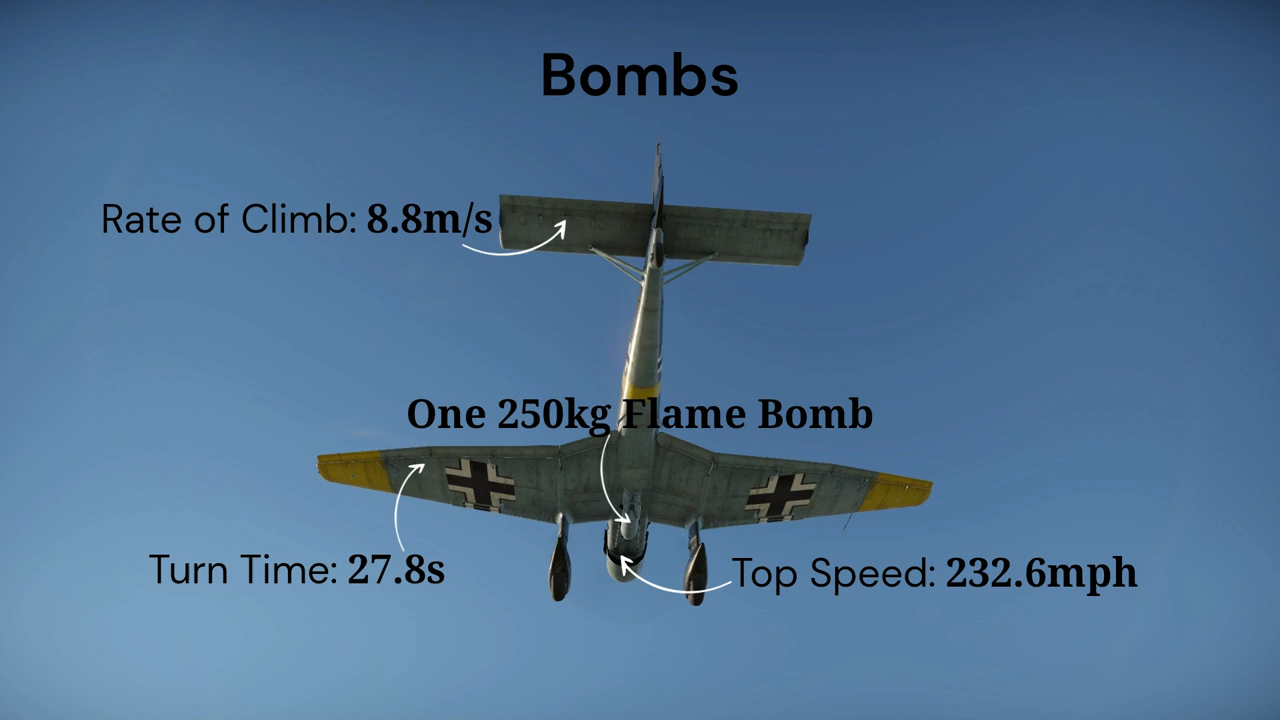 Bombs
Rate of Climb: 8.8m/s
One 250kg Flame Bomb
Turn Time: 27.8s
Top Speed: 232.6mph